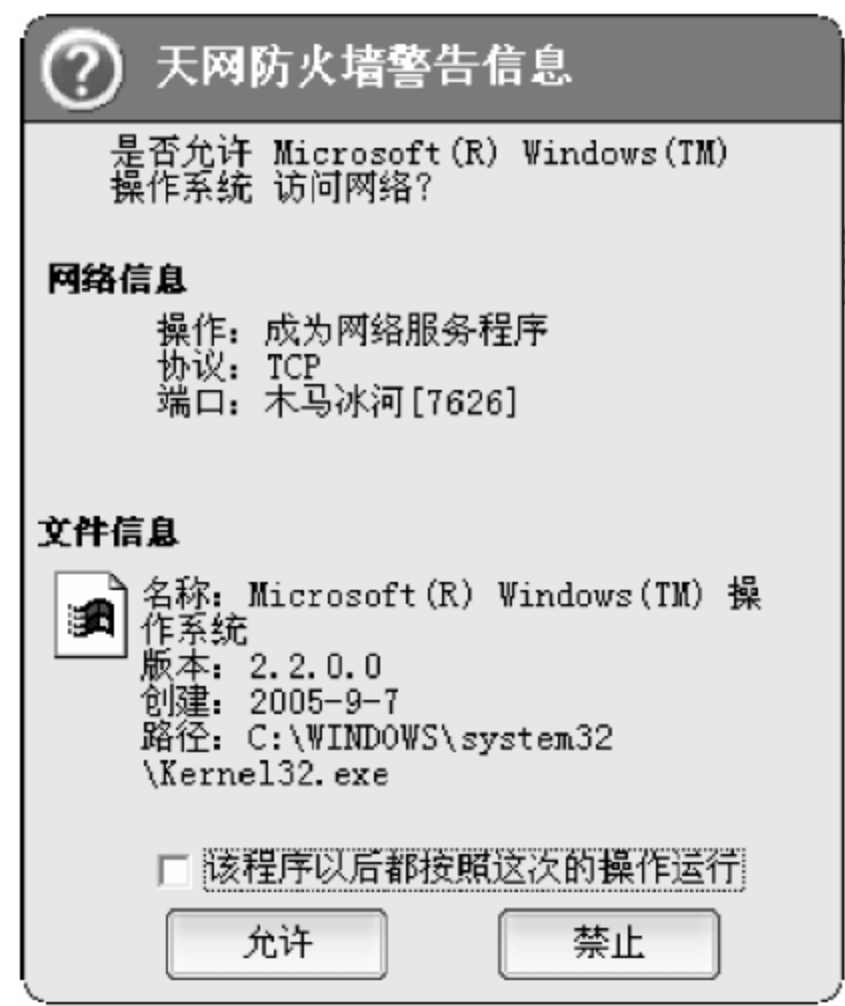 天网防火墙警告信息
是否允许 Microsoft(R) Windows(TM)
操作系统 访问网络?
网络信息
操作: 成为网络服务程序
协议: TCP
端口: 木马冰河[7626]
文件信息
名称: Microsoft(R) Windows(TM) 操
作系统
版本: 2.2.0.0
创建: 2005-9-7
路径: C:\WINDOWS\system32
\Kernel32.exe
该程序以后都按照这次的操作运行
允许 禁止